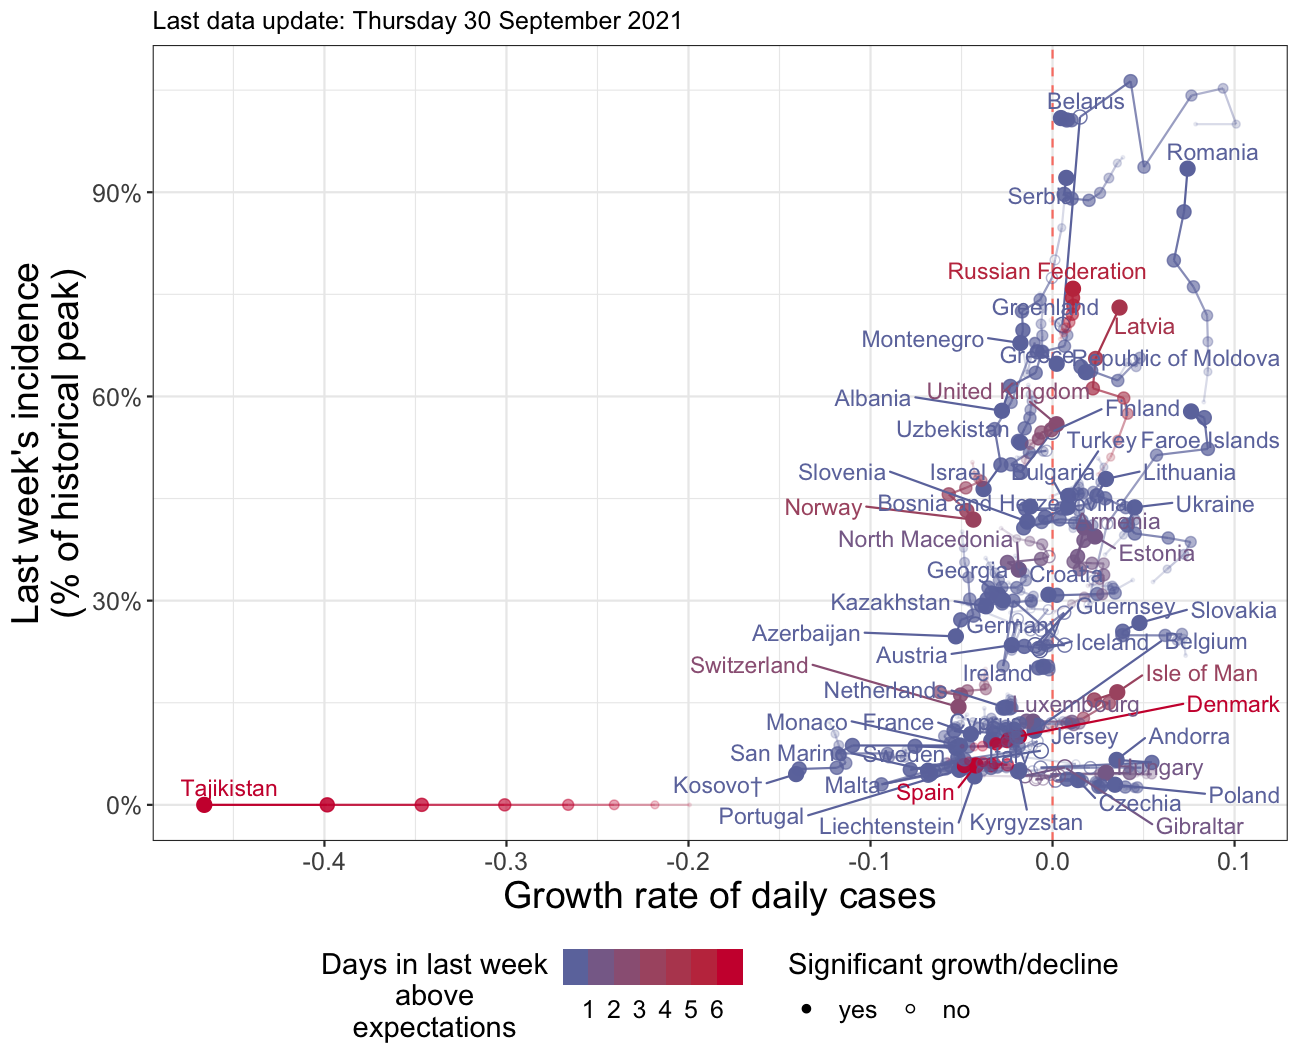 Last data update: Thursday 30 September 2021
Last week's incidence
(% of historical peak)
90%
60%
30%
0%
Belarus
Romania
Serbia
Russian Federation
Greenland
Latvia
Montenegro
Greece
Republic of Moldova
United Kingdom
Albania
Finland
Uzbekistan
Turkey
Faroe Islands
Slovenia
Israel
Bulgaria
Lithuania
Norway
Bosnia and Herzegovina
Ukraine
Armenia
North Macedonia
Estonia
Georgia
Croatia
Kazakhstan
Guernsey
Slovakia
Azerbaijan
Germany
Austria
Iceland
Belgium
Switzerland
Ireland
Isle of Man
Netherlands
Luxembourg
Denmark
Monaco
France
Cyprus
Jersey
Andorra
San Marino
Sweden
Italy
Hungary
Tajikistan
Kosovo†
Malta
Spain
Poland
Czechia
Portugal
Liechtenstein
Kyrgyzstan
Gibraltar
-0.4
-0.3
-0.2
-0.1
0.0
0.1
Growth rate of daily cases
Days in last week
above
expectations
1 2 3 4 5 6
Significant growth/decline
yes
no